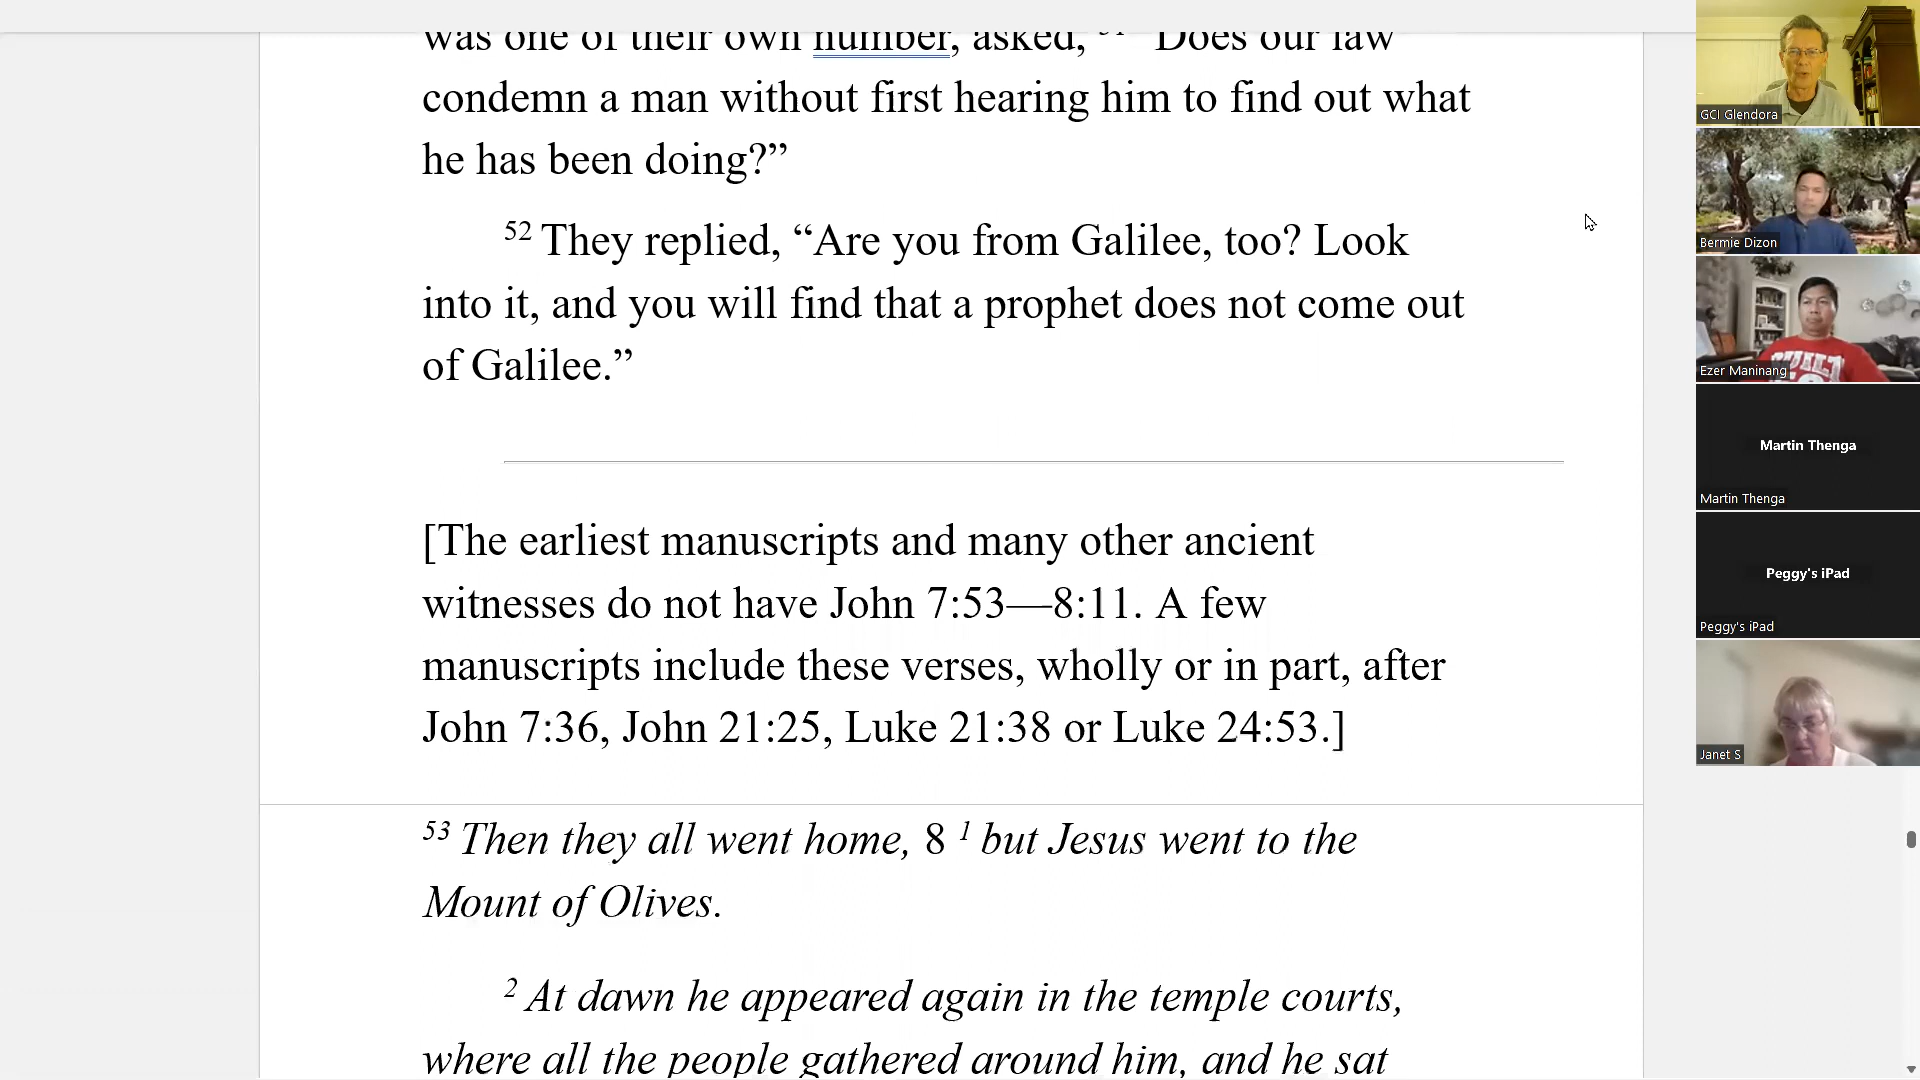 was one of their own number, asked, 51 “Does our law
condemn a man without first hearing him to find out what
he has been doing?”
52 They replied, “Are you from Galilee, too? Look
into it, and you will find that a prophet does not come out
of Galilee.”
[The earliest manuscripts and many other ancient
witnesses do not have John 7:53—8:11. A few
manuscripts include these verses, wholly or in part, after
John 7:36, John 21:25, Luke 21:38 or Luke 24:53.]
53 Then they all went home, 8 1 but Jesus went to the
Mount of Olives.
2 At dawn he appeared again in the temple courts,
where all the people gathered around him, and he sat
GCI Glendora
Bermie Dizon
Ezer Maninang
Martin Thenga
Martin Thenga
Peggy's iPad
Peggy's iPad
Janet S